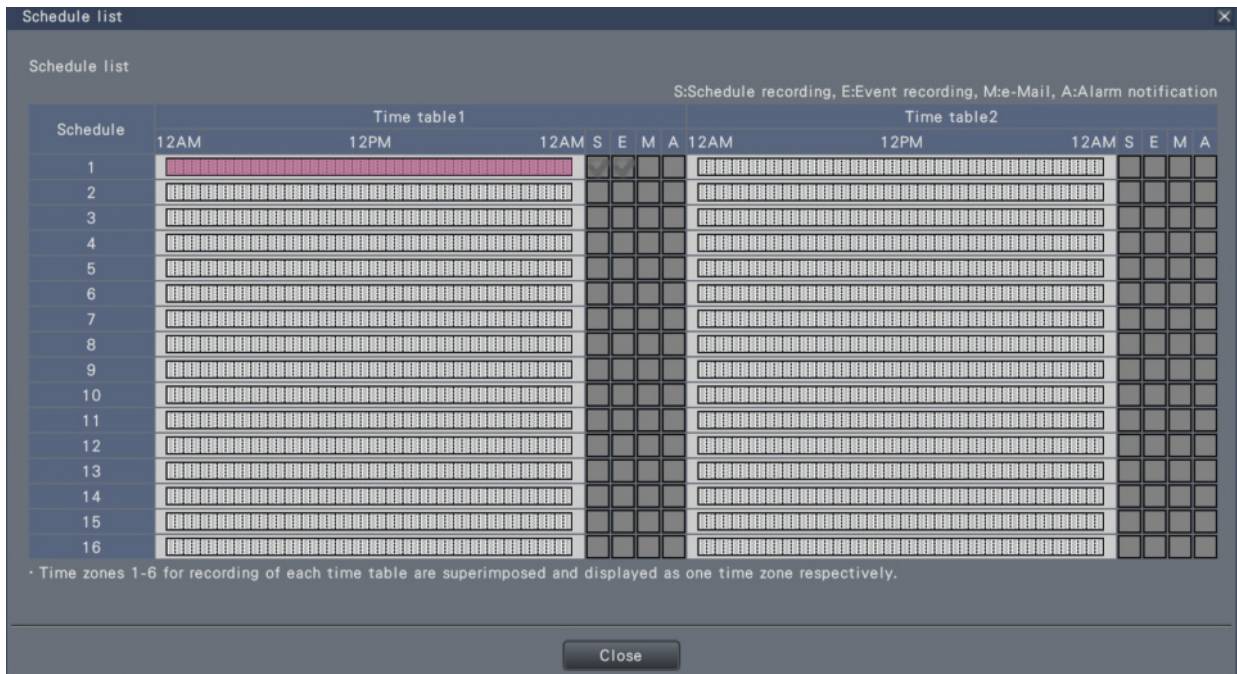 Schedule list
Schedule list
S:Schedule recording, E:Event recording, M:e-Mail, A:Alarm notification
Schedule Time table1 Time table2
12AM 12PM 12AM S E M A 12AM 12PM 12AM S E M A
1
2
3
4
5
6
7
8
9
10
11
12
13
14
15
16
· Time zones 1-6 for recording of each time table are superimposed and displayed as one time zone respectively.
Close